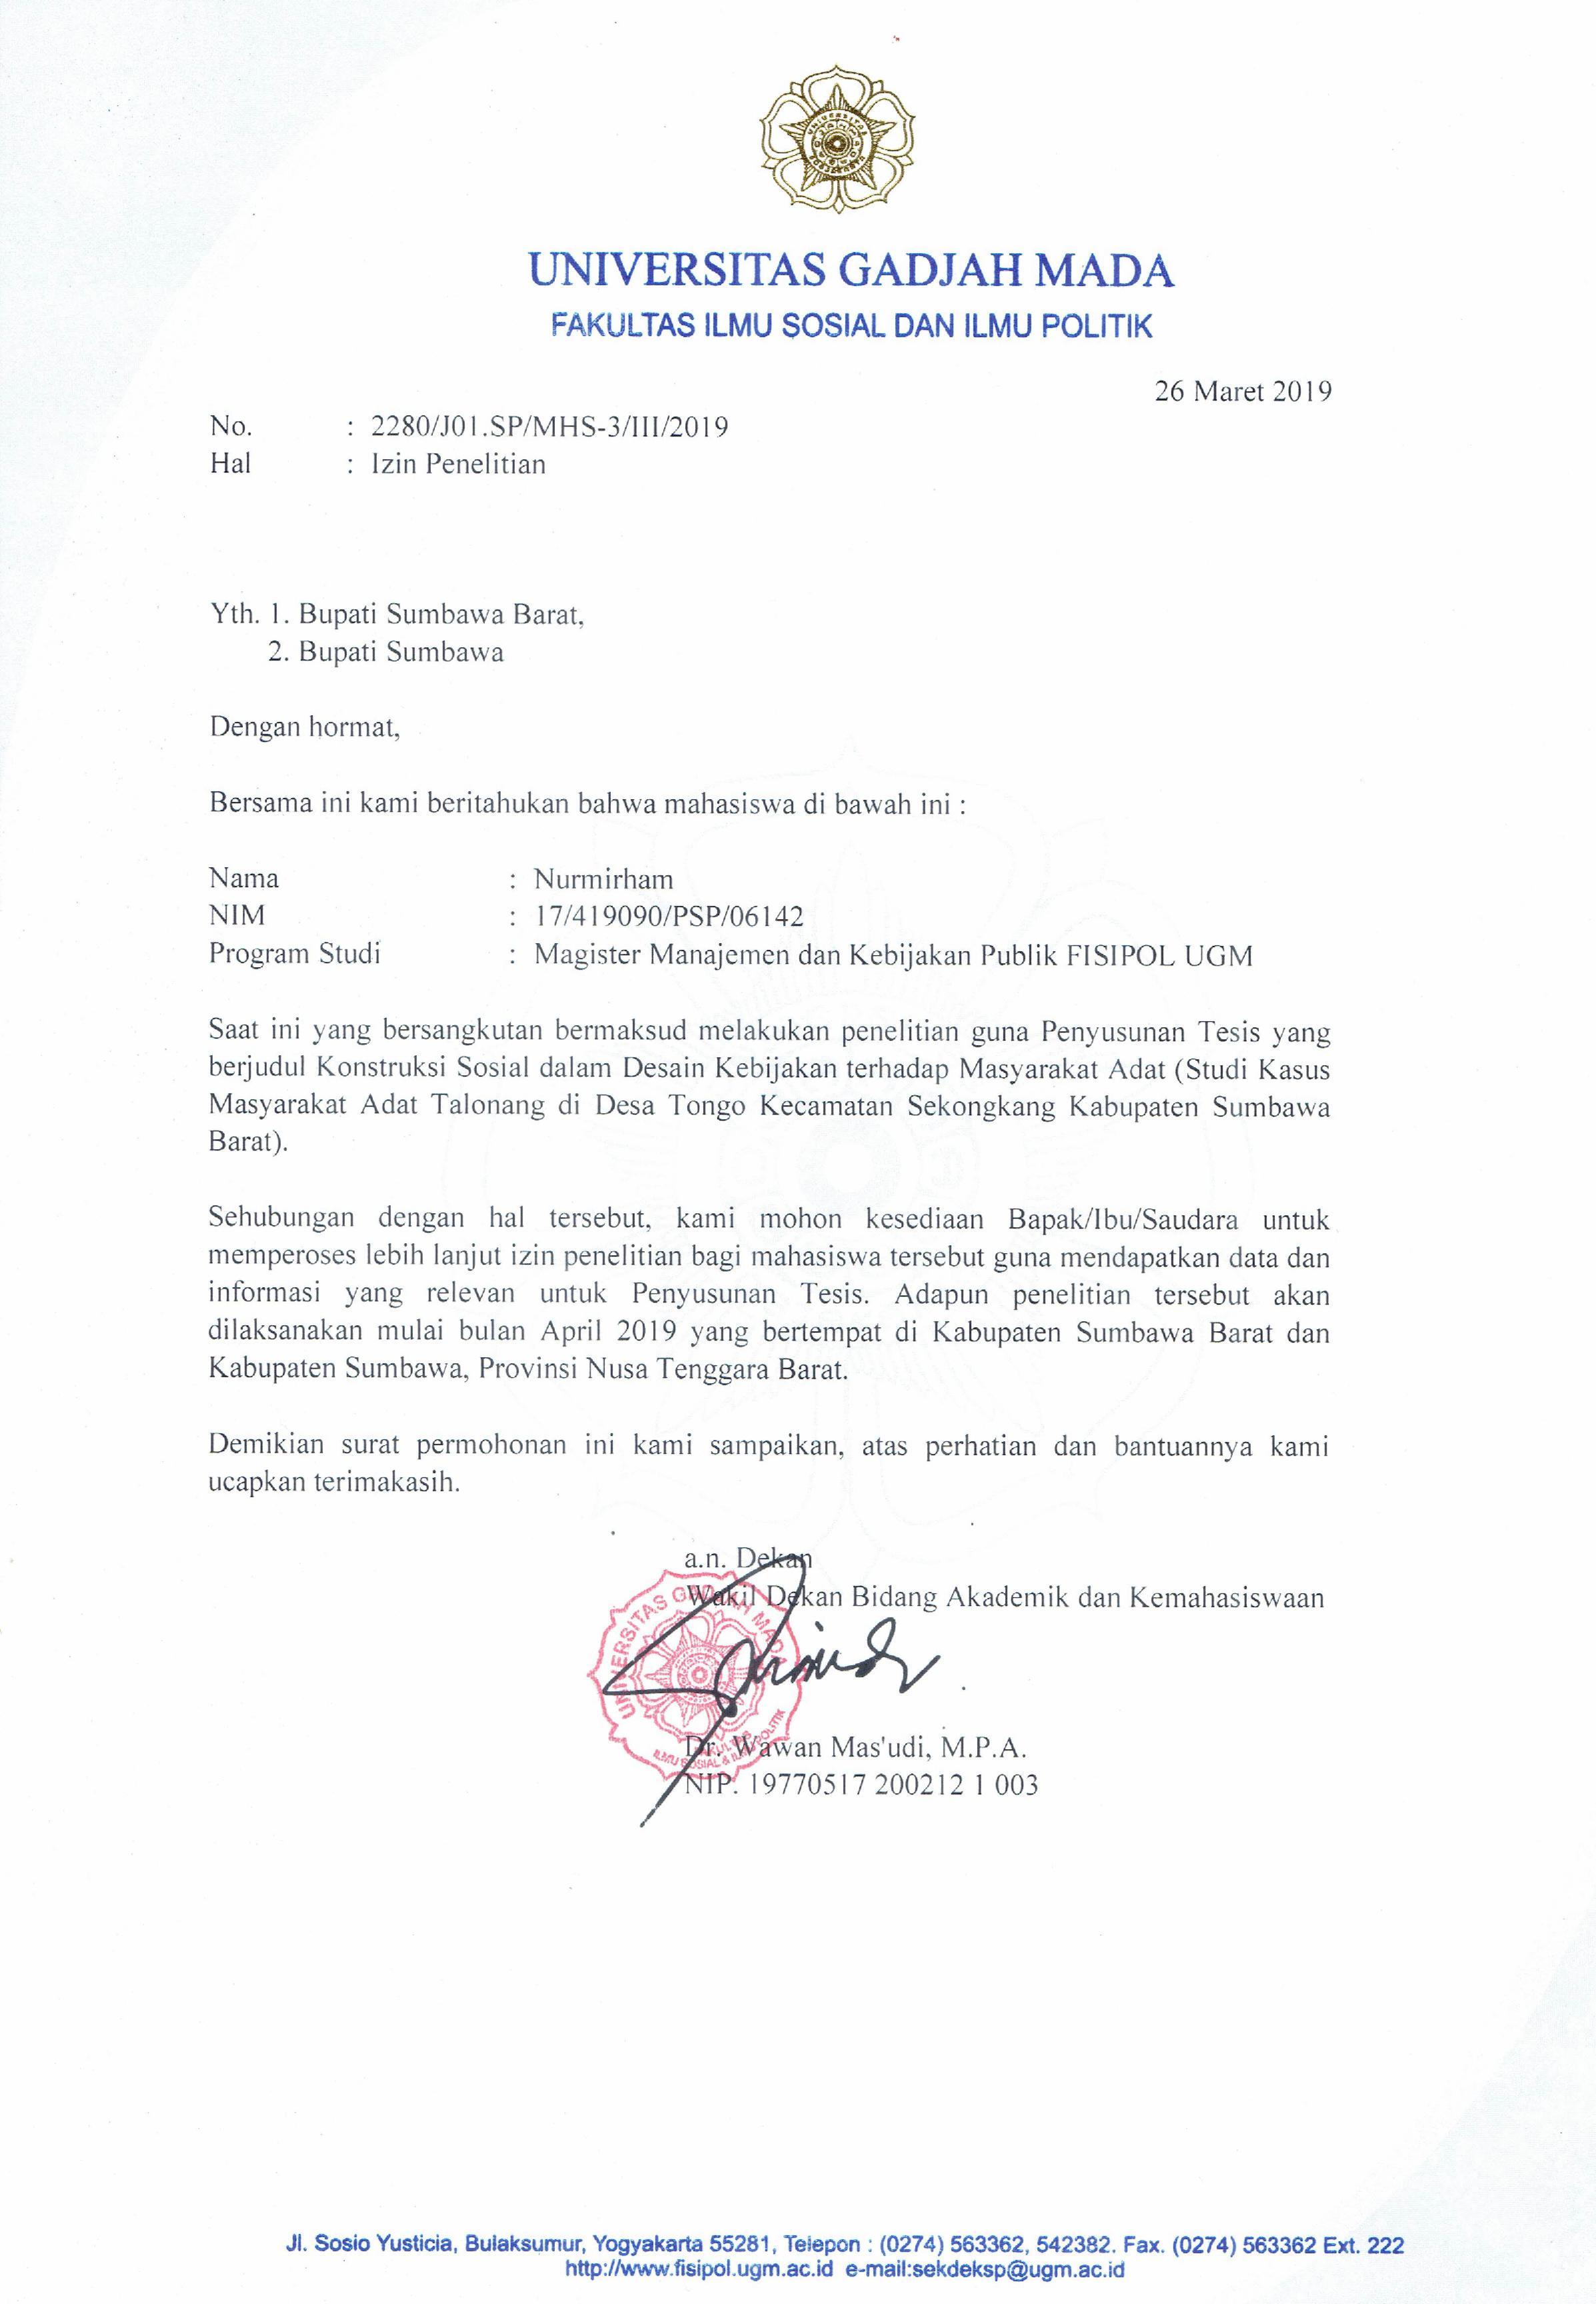 UNIVERSITAS GADJAH MADA
FAKULTAS ILMU SOSIAL DAN ILMU POLITIK
26 Maret 2019
No. : 2280/J01.SP/MHS-3/III/2019
Hal : Izin Penelitian
Yth. 1. Bupati Sumbawa Barat,
2. Bupati Sumbawa
Dengan hormat,
Bersama ini kami beritahukan bahwa mahasiswa di bawah ini :
Nama : Nurmirham
NIM : 17/419090/PSP/06142
Program Studi : Magister Manajemen dan Kebijakan Publik FISIPOL UGM
Saat ini yang bersangkutan bermaksud melakukan penelitian guna Penyusunan Tesis yang
berjudul Konstruksi Sosial dalam Desain Kebijakan terhadap Masyarakat Adat (Studi Kasus
Masyarakat Adat Talonang di Desa Tongo Kecamatan Sekongkang Kabupaten Sumbawa
Barat).
Sehubungan dengan hal tersebut, kami mohon kesediaan Bapak/Ibu/Saudara untuk
memperoses lebih lanjut izin penelitian bagi mahasiswa tersebut guna mendapatkan data dan
informasi yang relevan untuk Penyusunan Tesis. Adapun penelitian tersebut akan
dilaksanakan mulai bulan April 2019 yang bertempat di Kabupaten Sumbawa Barat dan
Kabupaten Sumbawa, Provinsi Nusa Tenggara Barat.
Demikian surat permohonan ini kami sampaikan, atas perhatian dan bantuannya kami
ucapkan terimakasih.
a.n. Dekan
Wakil Dekan Bidang Akademik dan Kemahasiswaan
UNIVERSITAS GADJAH MADA
FAKULTAS
ILMU SOSIAL & ILMU POLITIK
Dr. Wawan Mas'udi, M.P.A.
NIP. 19770517 200212 1 003
Jl. Sosio Yusticia, Bulaksumur, Yogyakarta 55281, Telepon : (0274) 563362, 542382. Fax. (0274) 563362 Ext. 222
http://www.fisipol.ugm.ac.id e-mail:sekdeksp@ugm.ac.id